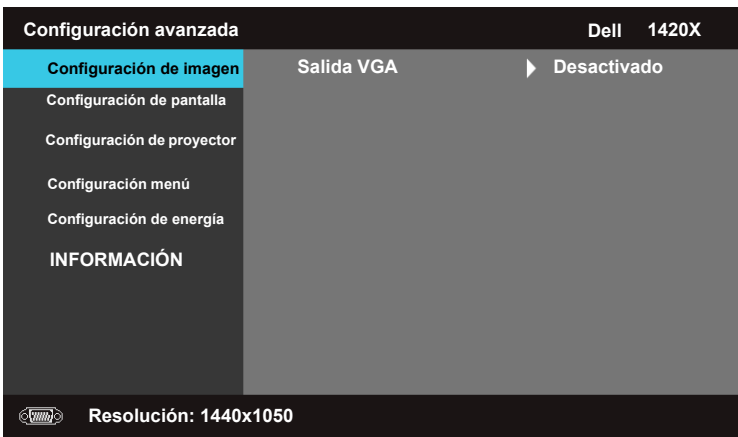 Configuración avanzada Dell 1420X
Configuración de imagen Salida VGA Desactivado
Configuración de pantalla
Configuración de proyector
Configuración menú
Configuración de energía
INFORMACIÓN
Resolución: 1440x1050